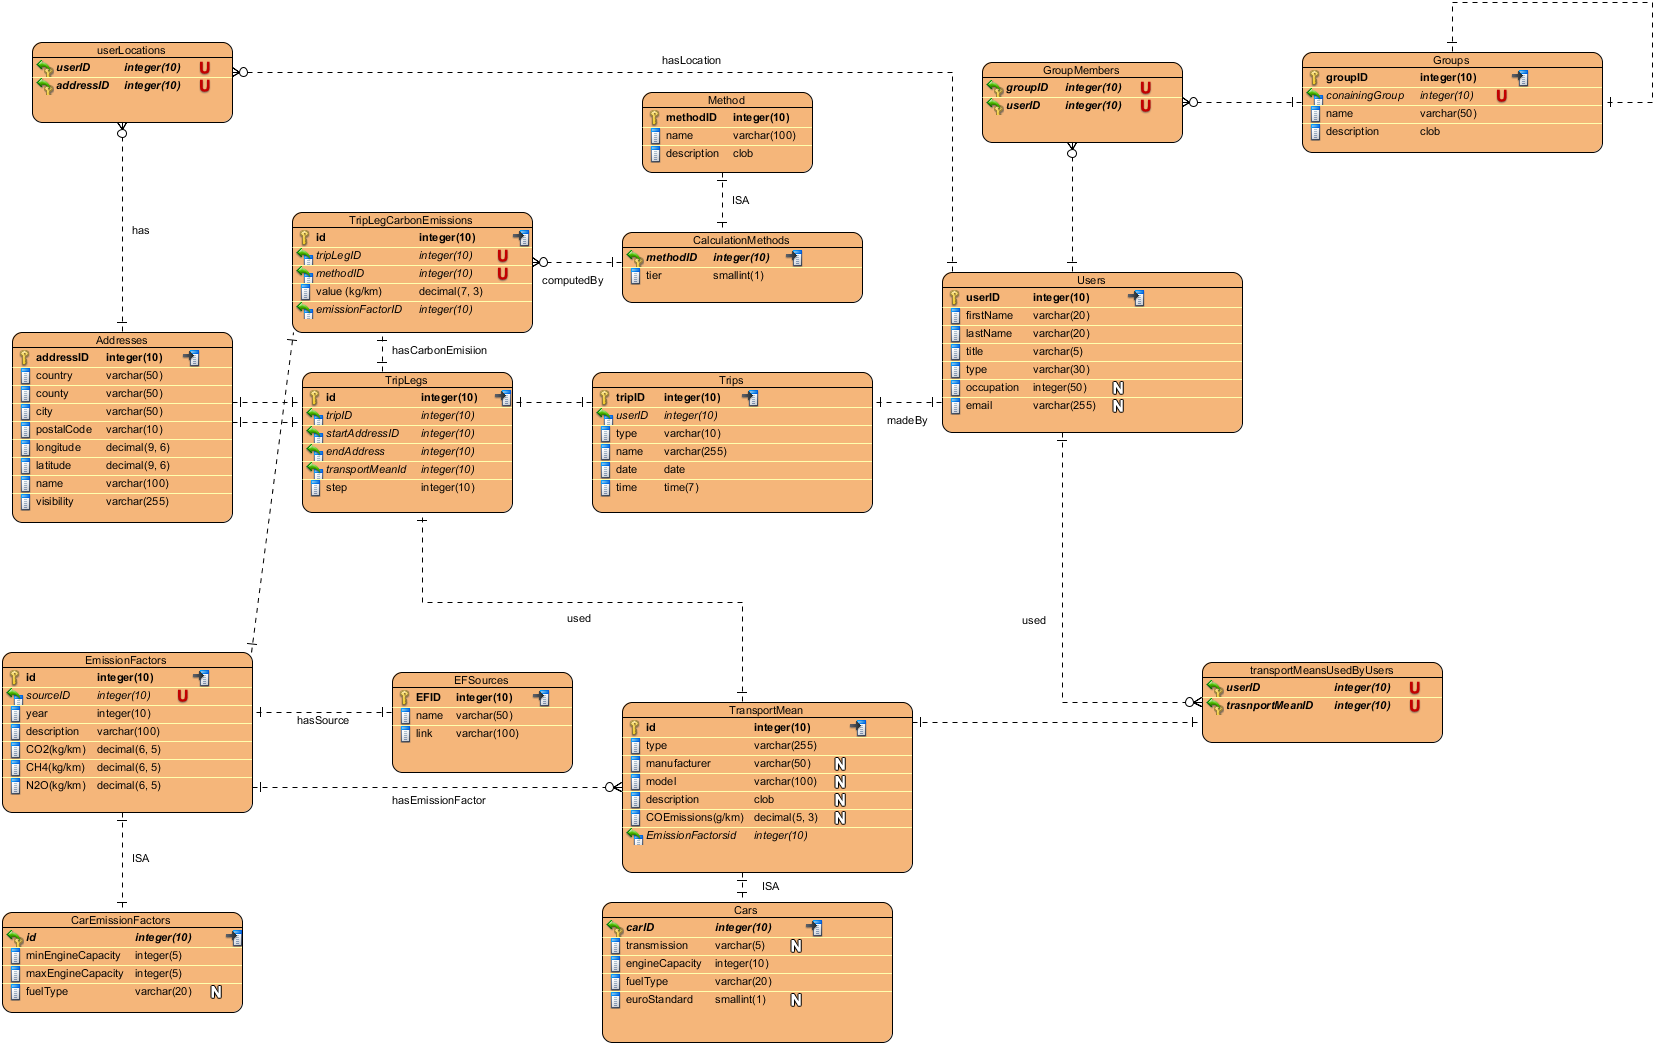 userLocations
userID integer(10) U
addressID integer(10) U
hasLocation
GroupMembers
groupID integer(10) U
userID integer(10) U
Groups
groupID integer(10)
conainingGroup integer(10) U
name varchar(50)
description clob
Method
methodID integer(10)
name varchar(100)
description clob
ISA
has
TripLegCarbonEmissions
id integer(10)
tripLegID integer(10) U
methodID integer(10) U
value (kg/km) decimal(7, 3)
emissionFactorID integer(10)
computedBy
CalculationMethods
methodID integer(10)
tier smallint(1)
Users
userID integer(10)
firstName varchar(20)
lastName varchar(20)
title varchar(5)
type varchar(30)
occupation integer(50) N
email varchar(255) N
hasCarbonEmisiion
Addresses
addressID integer(10)
country varchar(50)
county varchar(50)
city varchar(50)
postalCode varchar(10)
longitude decimal(9, 6)
latitude decimal(9, 6)
name varchar(100)
visibility varchar(255)
TripLegs
id integer(10)
tripID integer(10)
startAddressID integer(10)
endAddress integer(10)
transportMeanId integer(10)
step integer(10)
Trips
tripID integer(10)
userID integer(10)
type varchar(10)
name varchar(255)
date date
time time(7)
madeBy
used
used
EmissionFactors
id integer(10)
sourceID integer(10) U
year integer(10)
description varchar(100)
CO2(kg/km) decimal(6, 5)
CH4(kg/km) decimal(6, 5)
N2O(kg/km) decimal(6, 5)
hasSource
EFSources
EFID integer(10)
name varchar(50)
link varchar(100)
hasEmissionFactor
TransportMean
id integer(10)
type varchar(255)
manufacturer varchar(50) N
model varchar(100) N
description clob N
COEmissions(g/km) decimal(5, 3) N
EmissionFactorsid integer(10)
transportMeansUsedByUsers
userID integer(10) U
trasnportMeanID integer(10) U
ISA
ISA
CarEmissionFactors
id integer(10)
minEngineCapacity integer(5)
maxEngineCapacity integer(5)
fuelType varchar(20) N
Cars
carID integer(10)
transmission varchar(5) N
engineCapacity integer(10)
fuelType varchar(20)
euroStandard smallint(1) N